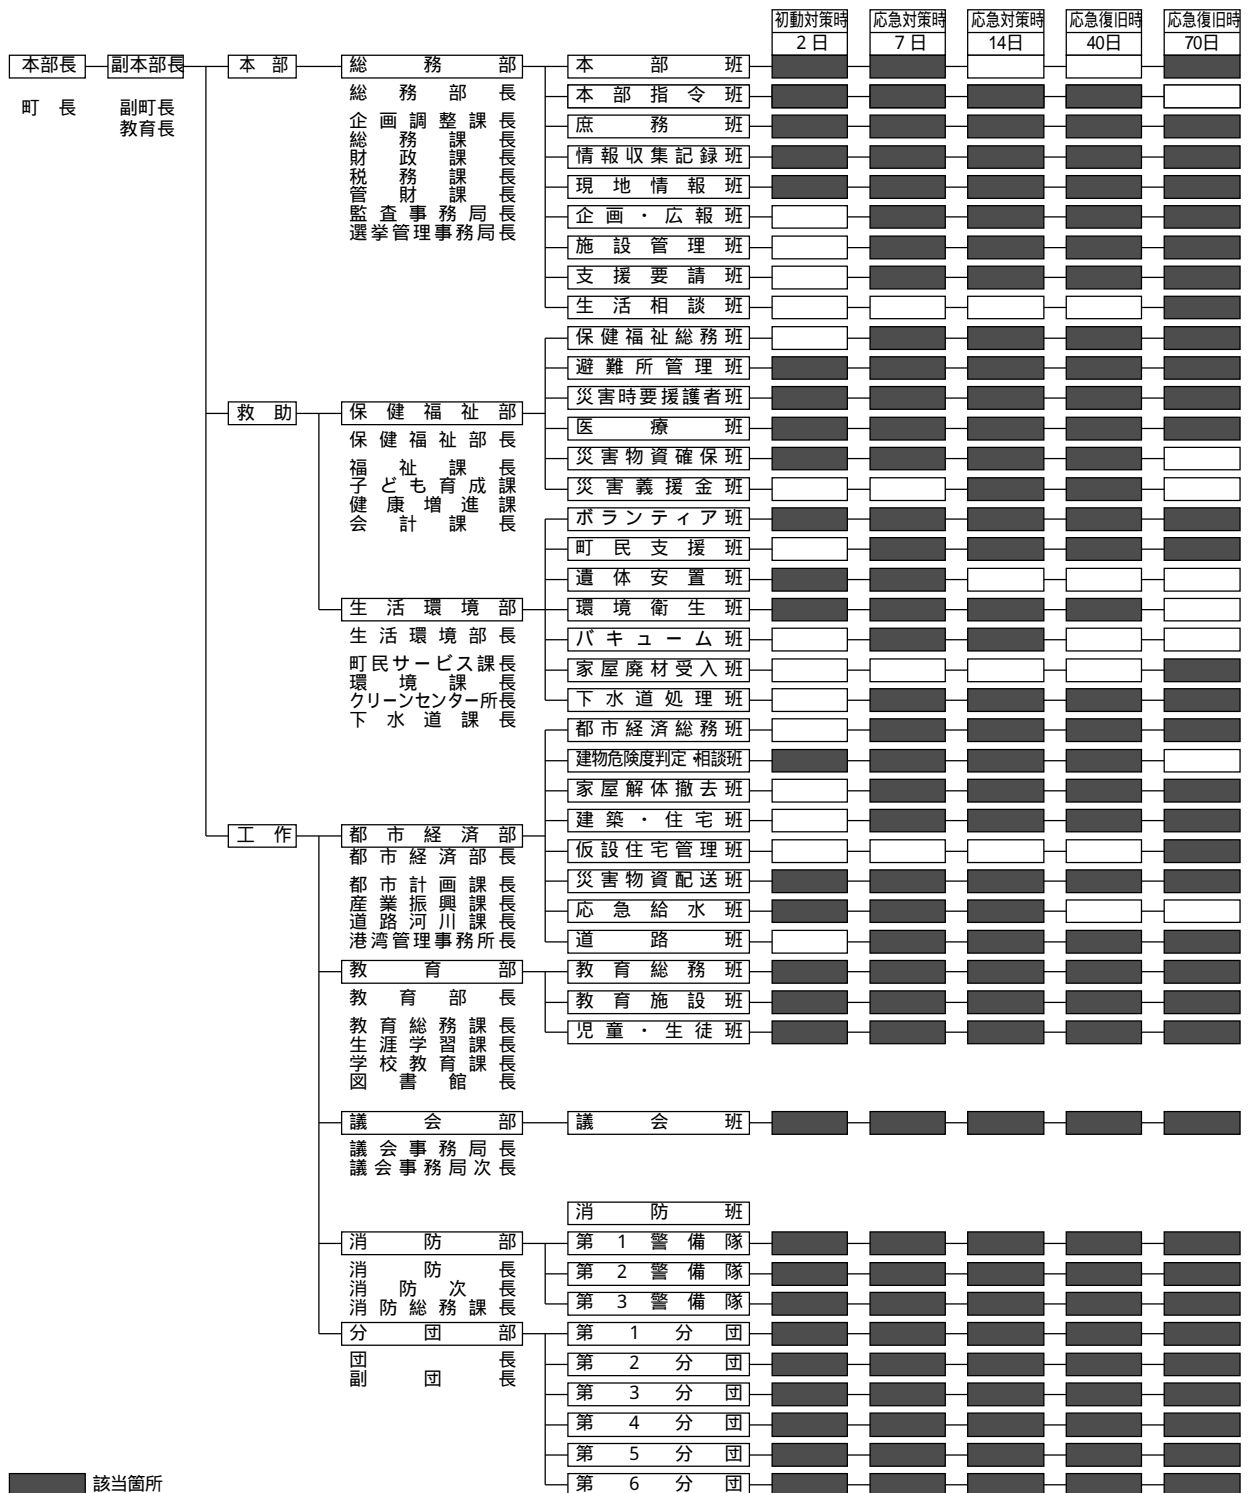 初動対策時 応急対策時 応急対策時 応急復旧時 応急復旧時
2日 7日 14日 40日 70日
本部長 副本部長 本部 総務部 本部班
町長 副町長
教育長
総務部長
企画調整課長
総務課長
財政課長
税務課長
管財課長
監査事務局長
選挙管理事務局長
本部指令班
庶務班
情報収集記録班
現地情報班
企画・広報班
施設管理班
支援要請班
生活相談班
救助 保健福祉部
保健福祉部長
福祉課長
子ども育成課
健康増進課
会計課長
保健福祉総務班
避難所管理班
災害時要援護者班
医療班
災害物資確保班
災害義援金班
生活環境部
生活環境部長
町民サービス課長
環境課長
クリーンセンター所長
下水道課長
ボランティア班
町民支援班
遺体安置班
環境衛生班
バキューム班
家屋廃材受入班
下水道処理班
工作 都市経済部
都市経済部長
都市計画課長
産業振興課長
道路河川課長
港湾管理事務所長
都市経済総務班
建物危険度判定・相談班
家屋解体撤去班
建築・住宅班
仮設住宅管理班
災害物資配送班
応急給水班
道路班
教育部
教育部長
教育総務課長
生涯学習課長
学校教育課長
図書館長
教育総務班
教育施設班
児童・生徒班
議会部 議会班
議会事務局長
議会事務局次長
消防班
消防部 第1警備隊
消防長
消防次長
消防総務課長
第2警備隊
第3警備隊
分団部 第1分団
団長
副団長
第2分団
第3分団
第4分団
第5分団
第6分団
該当箇所